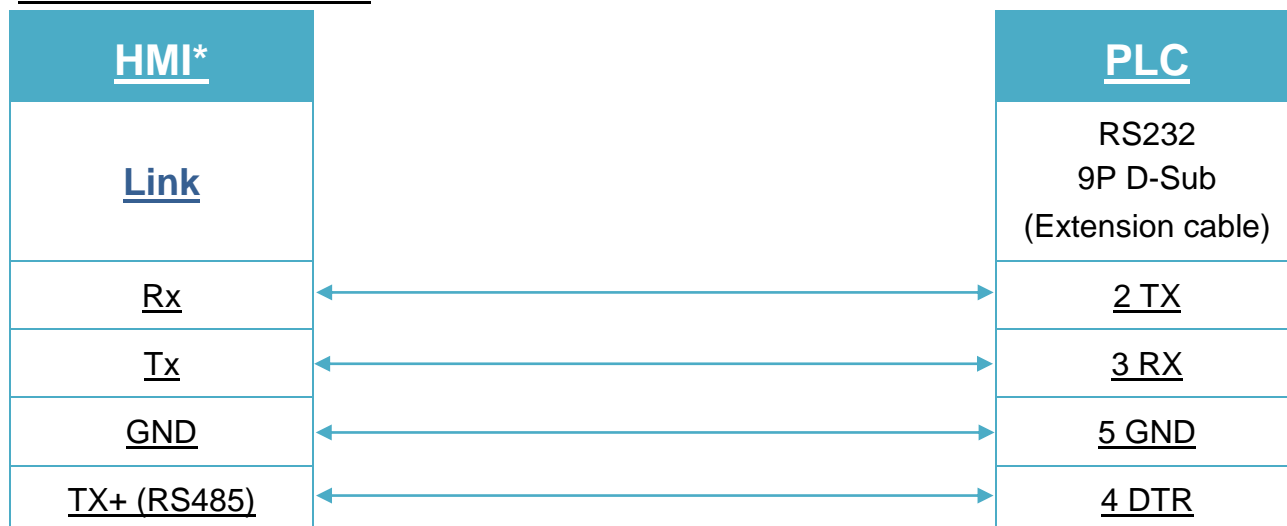 HMI* PLC
Link
RS232
9P D-Sub
(Extension cable)
Rx 2 TX
Tx 3 RX
GND 5 GND
TX+ (RS485) 4 DTR